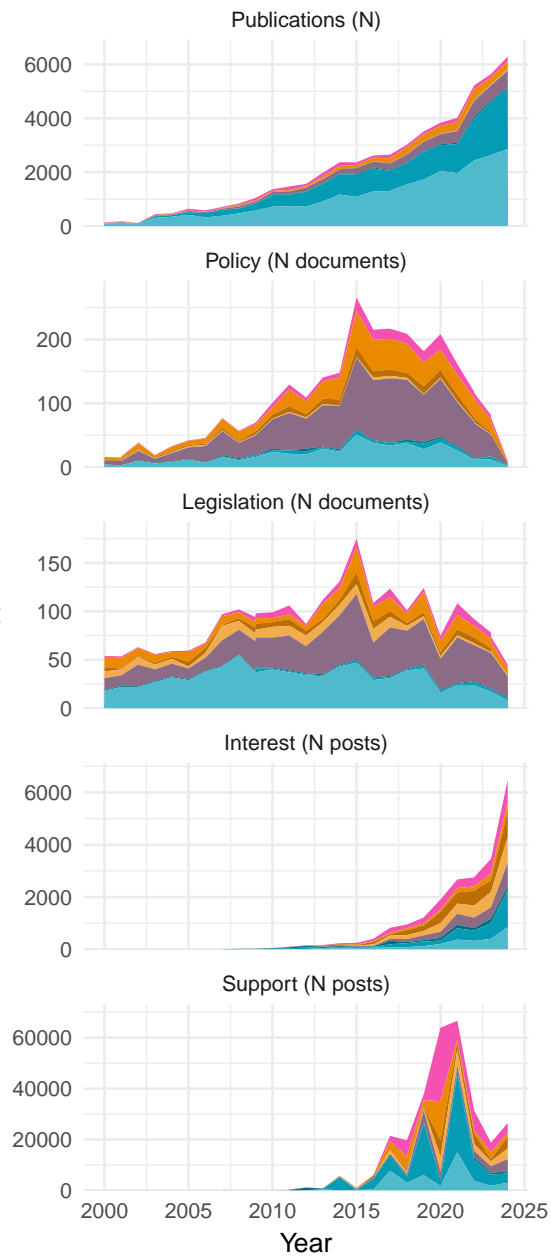 Publications (N)
6000
4000
2000
0
Policy (N documents)
200
100
0
Legislation (N documents)
150
100
50
0
Interest (N posts)
6000
4000
2000
0
Support (N posts)
60000
40000
20000
0
2000 2005 2010 2015 2020 2025
Year